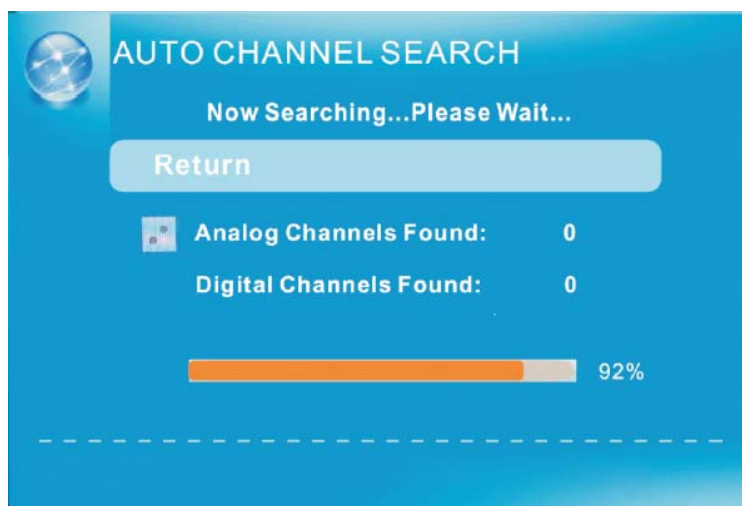 AUTO CHANNEL SEARCH
Now Searching...Please Wait...
Return
Analog Channels Found: 0
Digital Channels Found: 0
92%